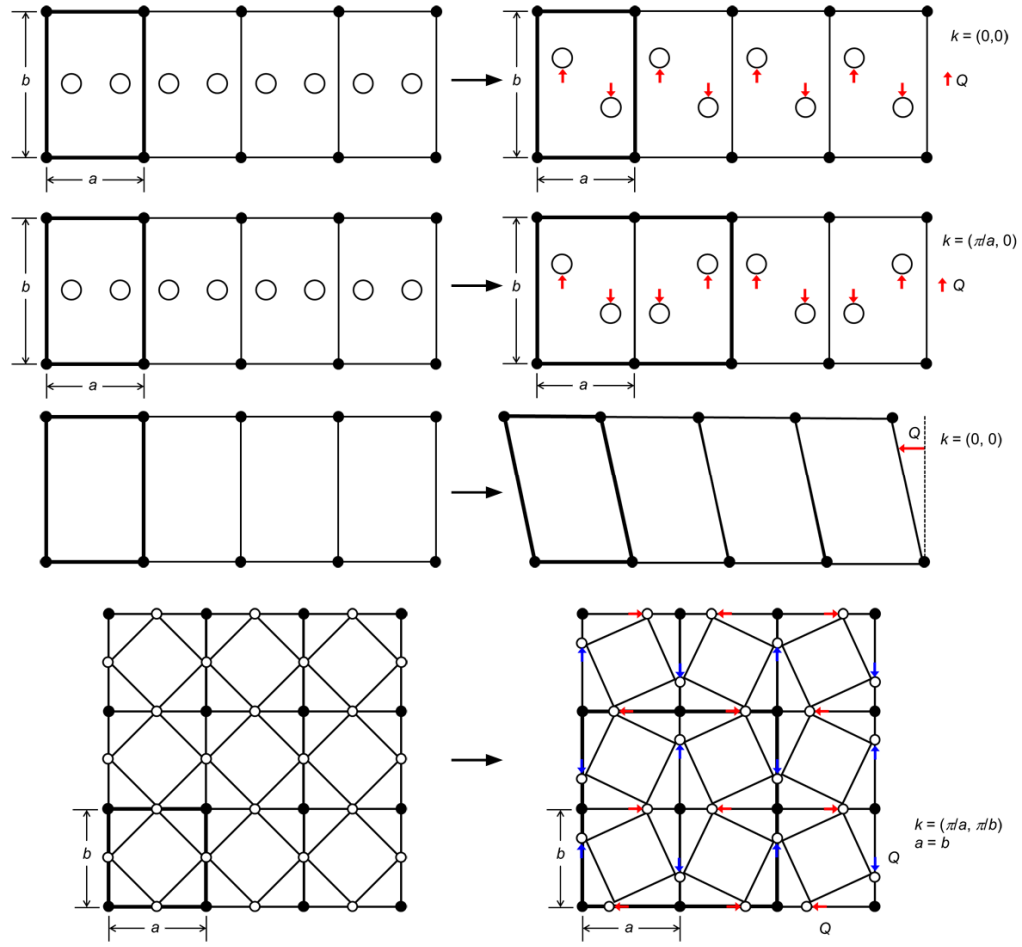 b
a
b
a
k = (0,0)
Q
b
a
b
a
k = (π/a, 0)
Q
Q
k = (0, 0)
b
a
b
a
k = (π/a, π/b)
a = b
Q
Q